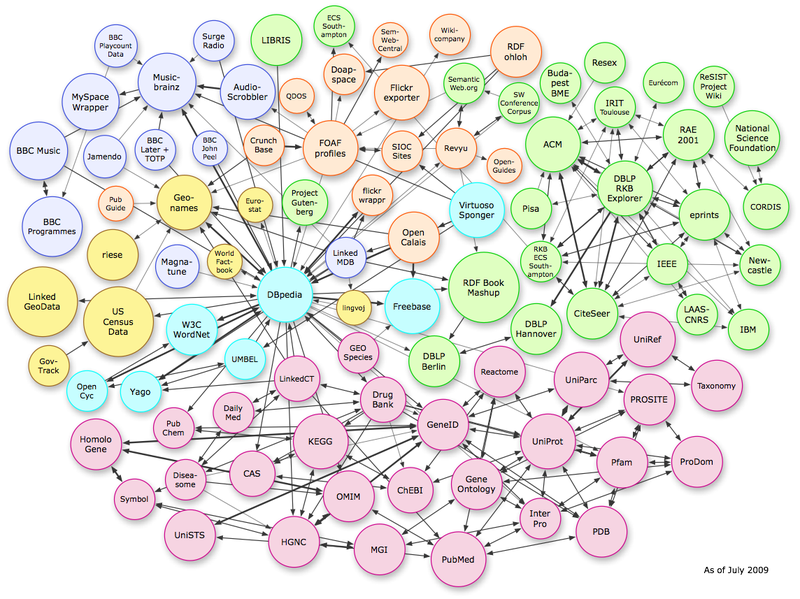 BBC
Playcount
Data
Surge
Radio
LIBRIS
ECS
South-
ampton
Sem-
Web-
Central
Wiki-
company
RDF
ohloh
Resex
Music-
brainz
Doap-
space
Semantic
Web.org
Buda-
pest
BME
Eurécom
ReSIST
Project
Wiki
MySpace
Wrapper
Audio-
Scrobbler
QDOS
Flickr
exporter
SW
Conference
Corpus
IRIT
Toulouse
RAE
2001
National
Science
Foundation
BBC Music
Jamendo
BBC
Later +
TOTP
BBC
John
Peel
Crunch
Base
FOAF
profiles
SIOC
Sites
Revyu
Open-
Guides
ACM
DBLP
RKB
Explorer
BBC
Programmes
Pub
Guide
Geo-
names
Euro-
stat
Project
Guten-
berg
flickr
wrappr
Virtuoso
Sponger
Pisa
eprints
CORDIS
riese
Magna-
tune
World
Fact-
book
Linked
MDB
Open
Calais
RKB
ECS
South-
ampton
IEEE
New-
castle
Linked
GeoData
US
Census
Data
DBpedia
lingvoj
Freebase
RDF Book
Mashup
CiteSeer
LAAS-
CNRS
IBM
W3C
WordNet
DBLP
Hannover
Gov-
Track
Open
Cyc
Yago
UMBEL
GEO
Species
DBLP
Berlin
UniRef
LinkedCT
Reactome
UniParc
Taxonomy
Daily
Med
Drug
Bank
PROSITE
Pub
Chem
KEGG
GeneID
UniProt
Homolo
Gene
Pfam
ProDom
Disea-
some
CAS
ChEBI
Gene
Ontology
Symbol
OMIM
Inter
Pro
PDB
UniSTS
HGNC
MGI
PubMed
As of July 2009